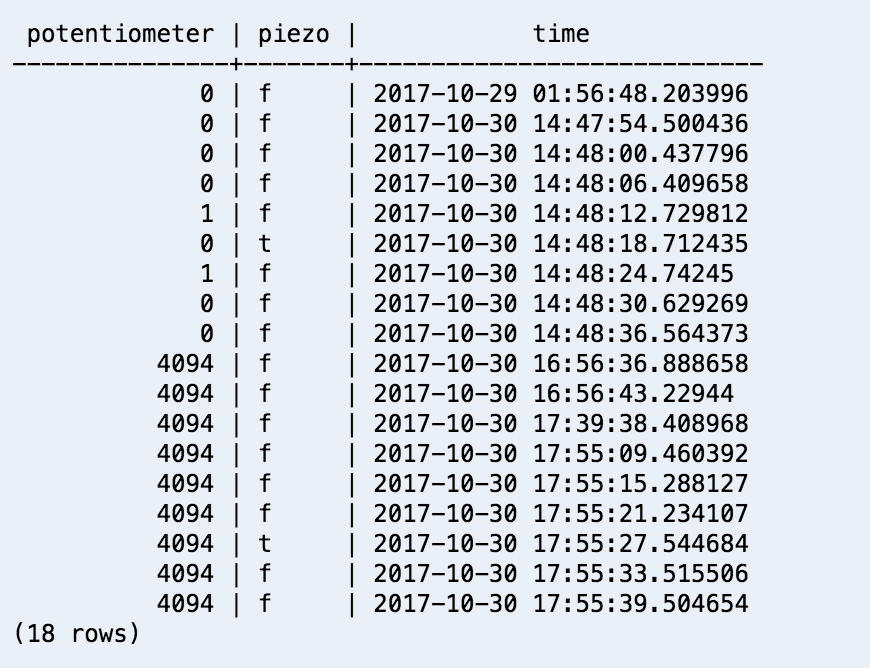 potentiometer | piezo |            time
---------------+-------+----------------------------
             0 | f     | 2017-10-29 01:56:48.203996
             0 | f     | 2017-10-30 14:47:54.500436
             0 | f     | 2017-10-30 14:48:00.437796
             0 | f     | 2017-10-30 14:48:06.409658
             1 | f     | 2017-10-30 14:48:12.729812
             0 | t     | 2017-10-30 14:48:18.712435
             1 | f     | 2017-10-30 14:48:24.74245
             0 | f     | 2017-10-30 14:48:30.629269
             0 | f     | 2017-10-30 14:48:36.564373
          4094 | f     | 2017-10-30 16:56:36.888658
          4094 | f     | 2017-10-30 16:56:43.22944
          4094 | f     | 2017-10-30 17:39:38.408968
          4094 | f     | 2017-10-30 17:55:09.460392
          4094 | f     | 2017-10-30 17:55:15.288127
          4094 | f     | 2017-10-30 17:55:21.234107
          4094 | t     | 2017-10-30 17:55:27.544684
          4094 | f     | 2017-10-30 17:55:33.515506
          4094 | f     | 2017-10-30 17:55:39.504654
(18 rows)